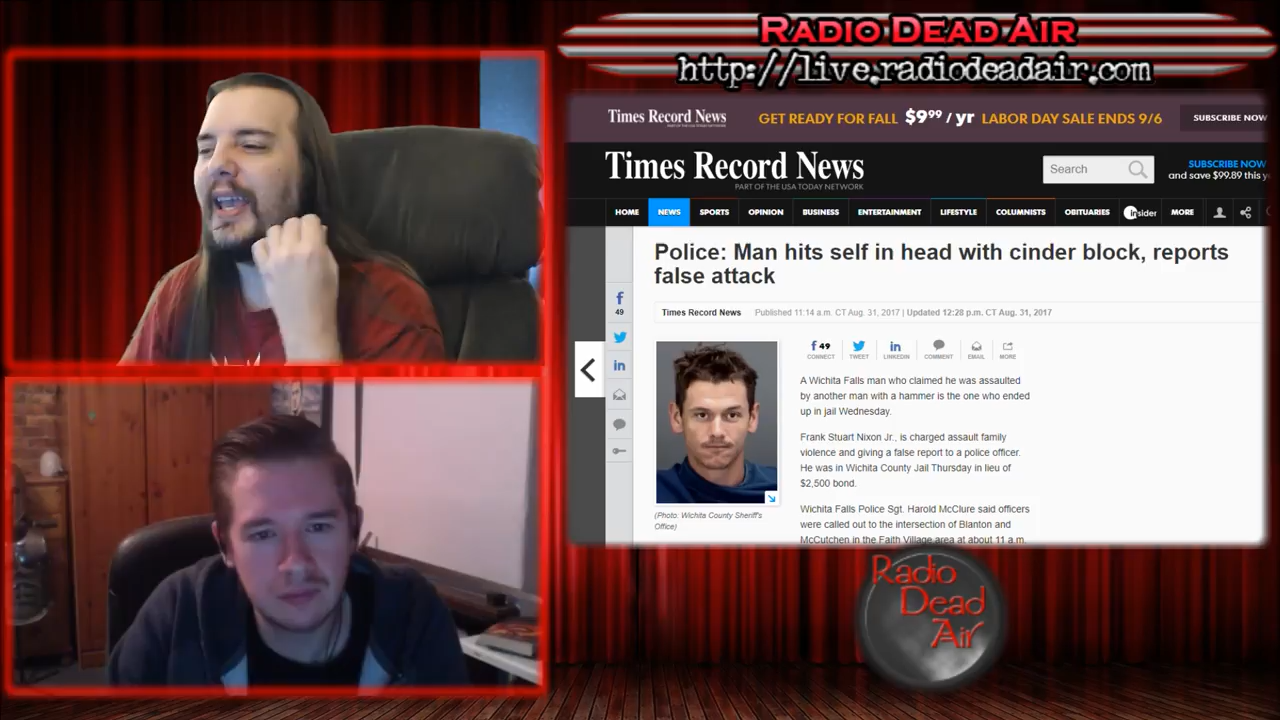 Radio Dead Air
http://live.radiodeadair.com
Times Record News
PART OF THE USA TODAY NETWORK
GET READY FOR FALL $9.99 / yr LABOR DAY SALE ENDS 9/6
SUBSCRIBE NOW
Times Record News
PART OF THE USA TODAY NETWORK
Search
SUBSCRIBE NOW
and save $99.89 this y
HOME NEWS SPORTS OPINION BUSINESS ENTERTAINMENT LIFESTYLE COLUMNISTS OBITUARIES insider MORE
Police: Man hits self in head with cinder block, reports
false attack
49
Times Record News Published 11:14 a.m. CT Aug. 31, 2017 | Updated 12:28 p.m. CT Aug. 31, 2017
49
CONNECT TWEET LINKEDIN COMMENT EMAIL MORE
(Photo: Wichita County Sheriff's
Office)
A Wichita Falls man who claimed he was assaulted
by another man with a hammer is the one who ended
up in jail Wednesday.
Frank Stuart Nixon Jr., is charged assault family
violence and giving a false report to a police officer.
He was in Wichita County Jail Thursday in lieu of
$2,500 bond.
Wichita Falls Police Sgt. Harold McClure said officers
were called out to the intersection of Blanton and
McCutchen in the Faith Village area at about 11 a.m.
Radio
Dead
Air